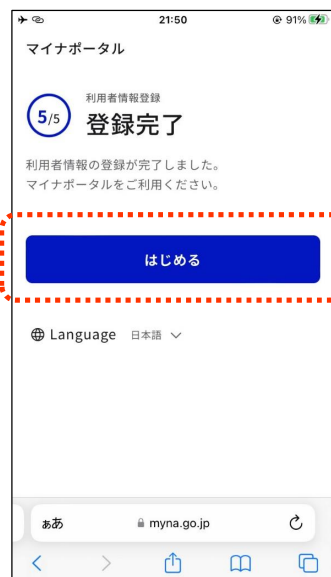 21:50
91%
マイナポータル
5/5
利用者情報登録
登録完了
利用者情報の登録が完了しました。
マイナポータルをご利用ください。
はじめる
Language 日本語
ぁあ
myna.go.jp